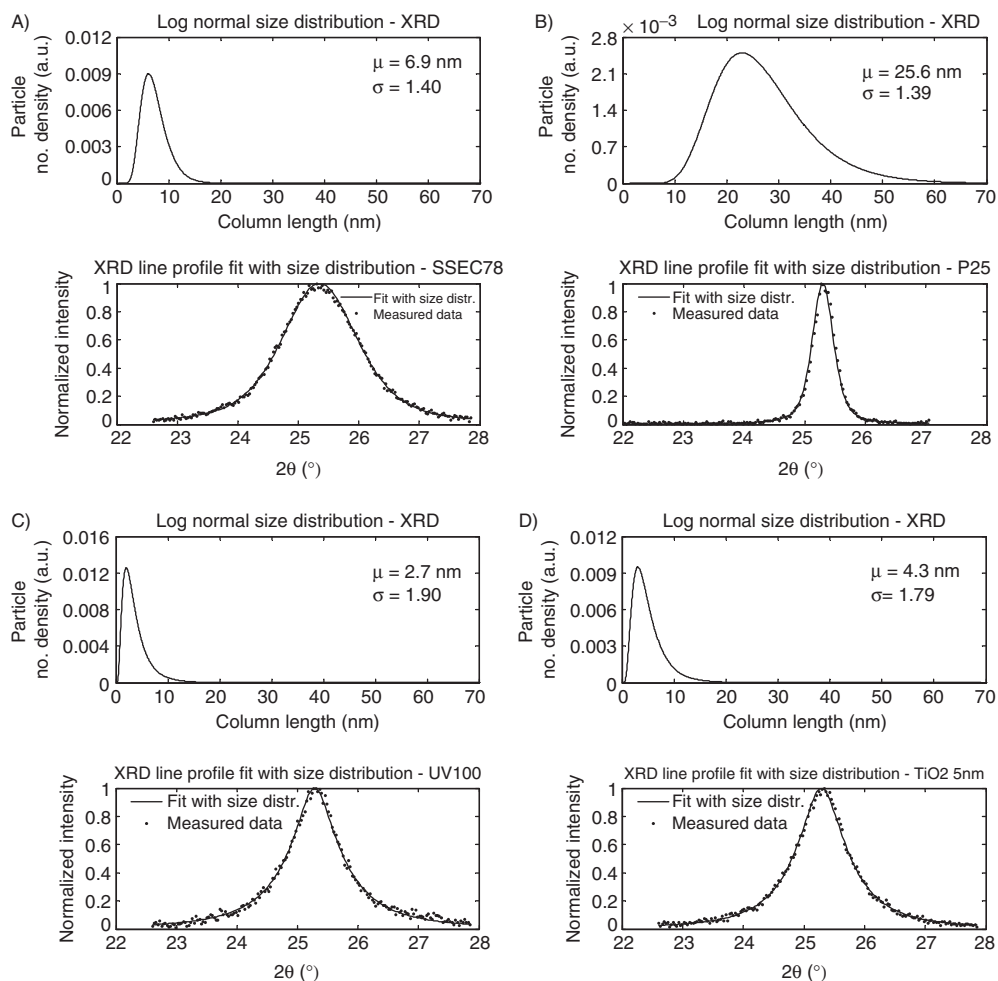 A)
Log normal size distribution - XRD
Particle
no. density (a.u.)
0.012
0.009
0.006
0.003
0
μ = 6.9 nm
σ = 1.40
0 10 20 30 40 50 60 70
Column length (nm)
XRD line profile fit with size distribution - SSEC78
Normalized intensity
1
0.8
0.6
0.4
0.2
0
Fit with size distr.
Measured data
22 23 24 25 26 27 28
2θ (°)
B)
Log normal size distribution - XRD
× 10⁻³
Particle
no. density (a.u.)
2.8
2.1
1.4
0.7
0
μ = 25.6 nm
σ = 1.39
0 10 20 30 40 50 60 70
Column length (nm)
XRD line profile fit with size distribution - P25
Normalized intensity
1
0.8
0.6
0.4
0.2
0
Fit with size distr.
Measured data
22 23 24 25 26 27 28
2θ (°)
C)
Log normal size distribution - XRD
Particle
no. density (a.u.)
0.016
0.012
0.008
0.004
0
μ = 2.7 nm
σ = 1.90
0 10 20 30 40 50 60 70
Column length (nm)
XRD line profile fit with size distribution - UV100
Normalized intensity
1
0.8
0.6
0.4
0.2
0
Fit with size distr.
Measured data
22 23 24 25 26 27 28
2θ (°)
D)
Log normal size distribution - XRD
Particle
no. density (a.u.)
0.012
0.009
0.006
0.003
0
μ = 4.3 nm
σ= 1.79
0 10 20 30 40 50 60 70
Column length (nm)
XRD line profile fit with size distribution - TiO2 5nm
Normalized intensity
1
0.8
0.6
0.4
0.2
0
Fit with size distr.
Measured data
22 23 24 25 26 27 28
2θ (°)